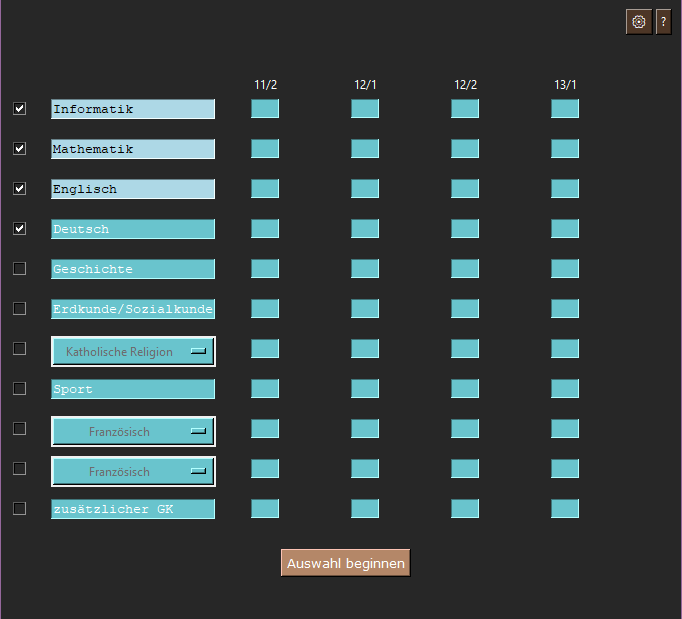 ?
11/2 12/1 12/2 13/1
Informatik
Mathematik
Englisch
Deutsch
Geschichte
Erdkunde/Sozialkunde
Katholische Religion
Sport
Französisch
Französisch
zusätzlicher GK
Auswahl beginnen